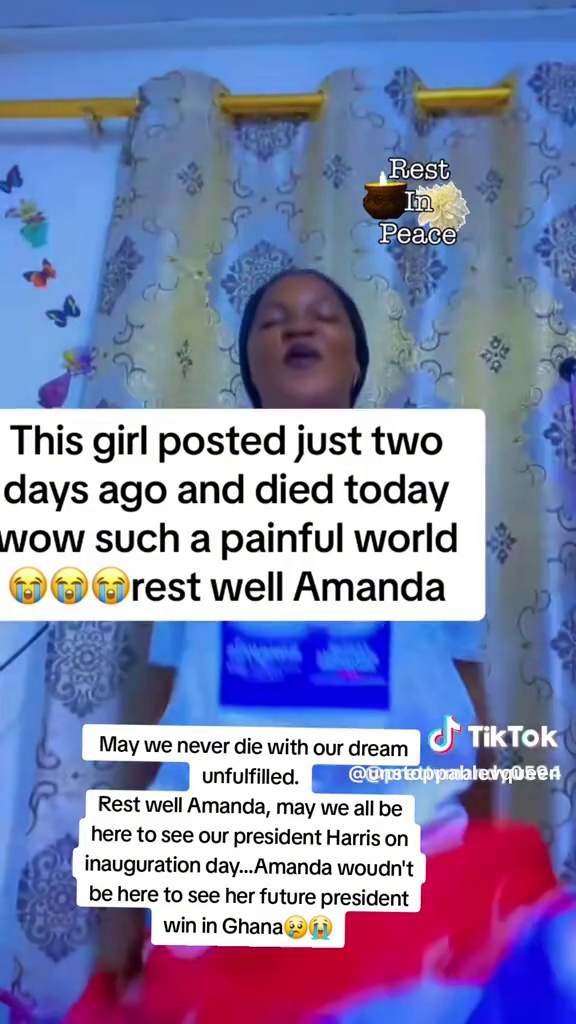 Rest
In
Peace
This girl posted just two
days ago and died today
wow such a painful world
😭😭😭rest well Amanda
May we never die with our dream
unfulfilled.
Rest well Amanda, may we all be
here to see our president Harris on
inauguration day...Amanda woudn't
be here to see her future president
win in Ghana😢😭
TikTok